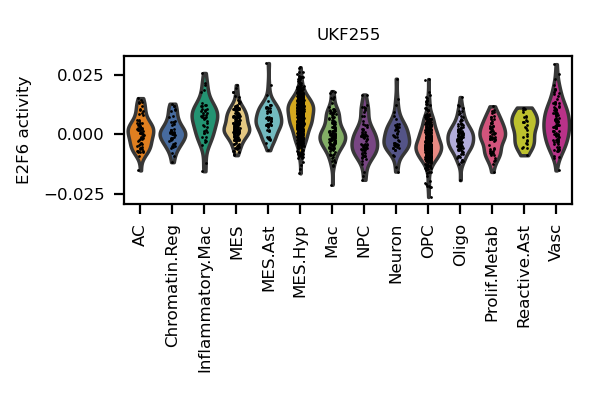 UKF255
E2F6 activity
0.025
0.000
−0.025
AC
Chromatin.Reg
Inflammatory.Mac
MES
MES.Ast
MES.Hyp
Mac
NPC
Neuron
OPC
Oligo
Prolif.Metab
Reactive.Ast
Vasc